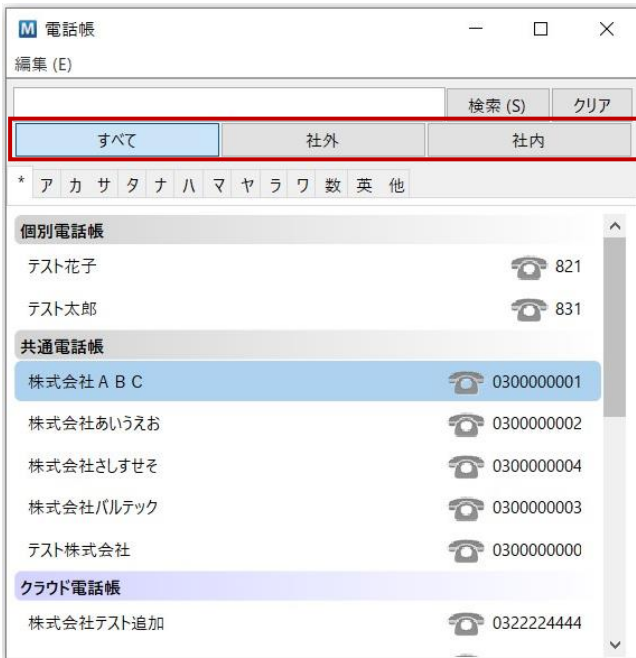 M 電話帳
編集 (E)
検索 (S) クリア
すべて 社外 社内
* ア カ サ タ ナ ハ マ ヤ ラ ワ 数 英 他
個別電話帳
テスト花子 821
テスト太郎 831
共通電話帳
株式会社ＡＢＣ 0300000001
株式会社あいうえお 0300000002
株式会社さしすせそ 0300000004
株式会社バルテック 0300000003
テスト株式会社 0300000000
クラウド電話帳
株式会社テスト追加 0322224444